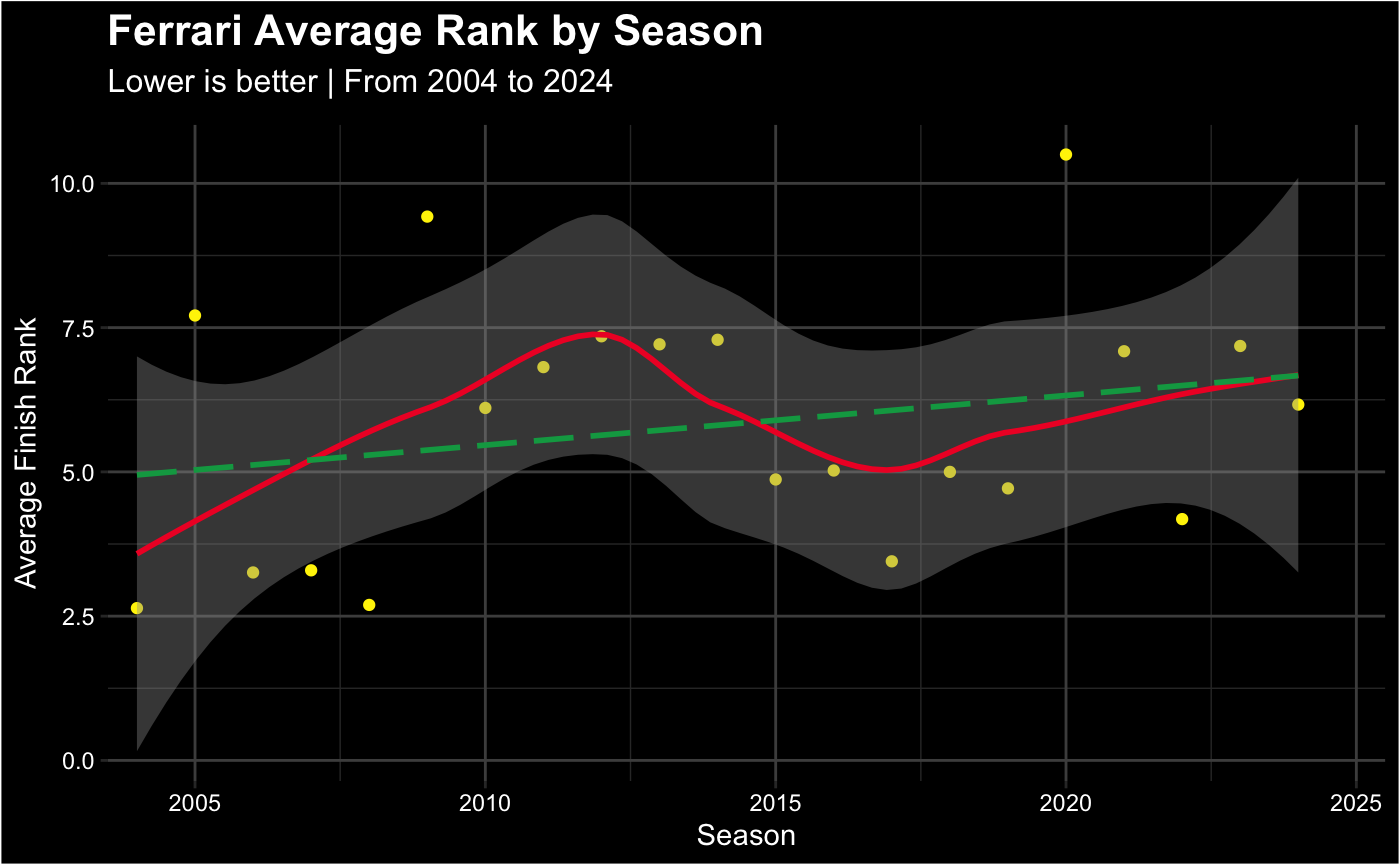 Ferrari Average Rank by Season
Lower is better | From 2004 to 2024
Average Finish Rank
10.0
7.5
5.0
2.5
0.0
2005 2010 2015 2020 2025
Season